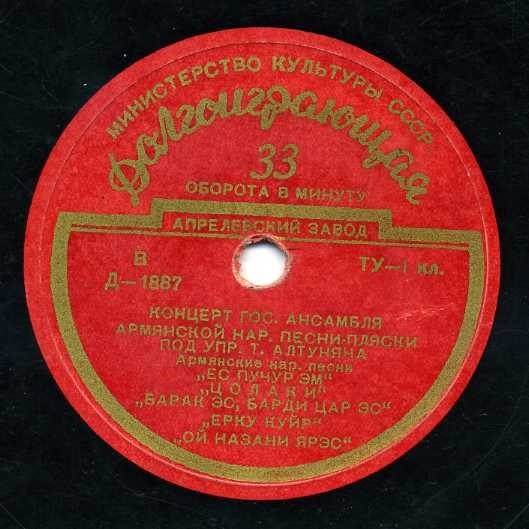 МИНИСТЕРСТВО КУЛЬТУРЫ СССР
Долгоиграющая
33
ОБОРОТА В МИНУТУ
АПРЕЛЕВСКИЙ ЗАВОД
В
Д—1887
ТУ—I кл.
КОНЦЕРТ ГОС. АНСАМБЛЯ
АРМЯНСКОЙ НАР. ПЕСНИ-ПЛЯСКИ
ПОД УПР. Т. АЛТУНЯНА
Армянские нар. песни
„ЕС ПУЧУР ЭМ“
„ЦОЛАКИ“
„БАРАК ЭС, БАРДИ ЦАР ЭС“
„ЕРКУ КУЙР“
„ОЙ НАЗАНИ ЯРЭС“